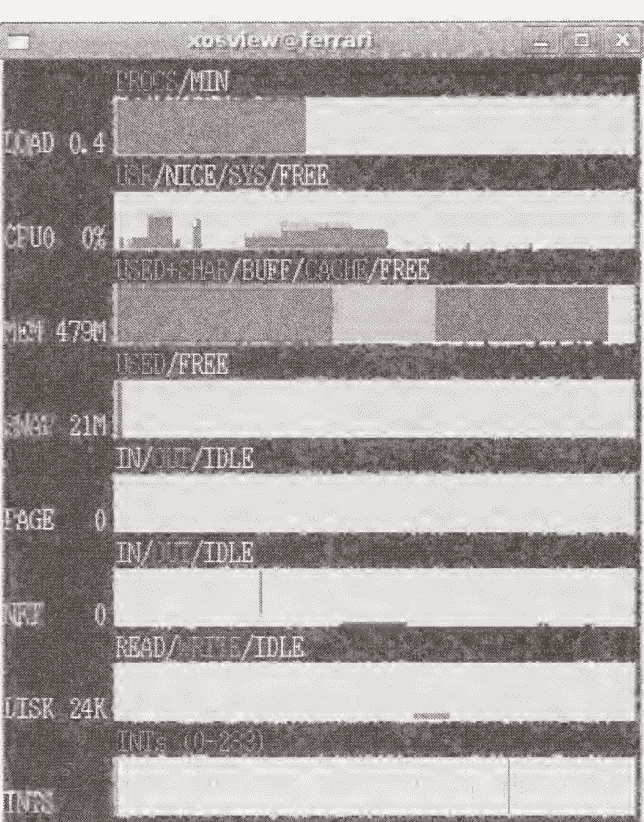 xosview@ferrari
PROCS/MIN
LOAD 0.4
USR/NICE/SYS/FREE
CPU0 0%
USED+SHAR/BUFF/CACHE/FREE
MEM 479M
USED/FREE
SWAP 21M
IN/OUT/IDLE
PAGE 0
IN/OUT/IDLE
NET 0
READ/WRITE/IDLE
DISK 24K
INTs (0-233)
INTS